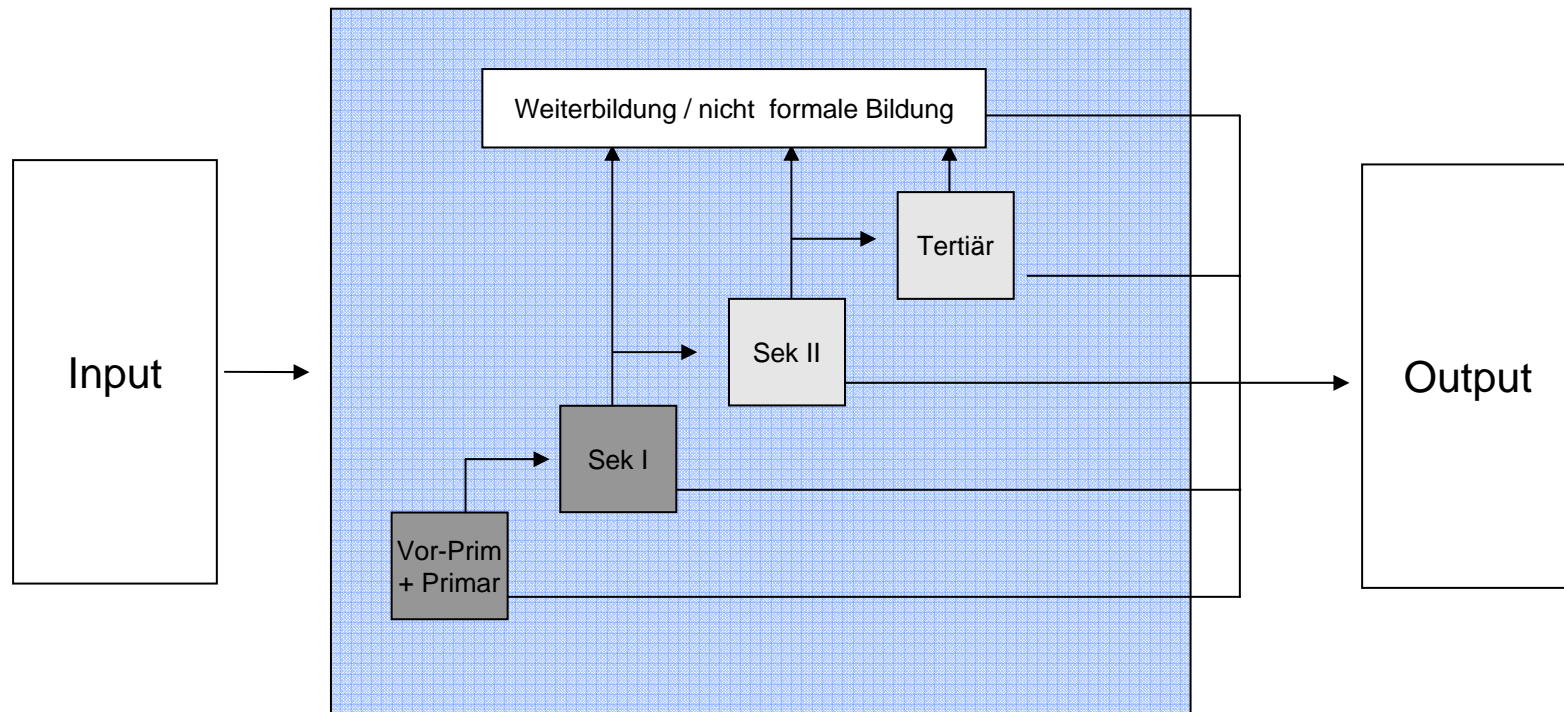 Weiterbildung / nicht formale Bildung
Tertiär
Sek II
Input
Output
Sek I
Vor-Prim
+ Primar